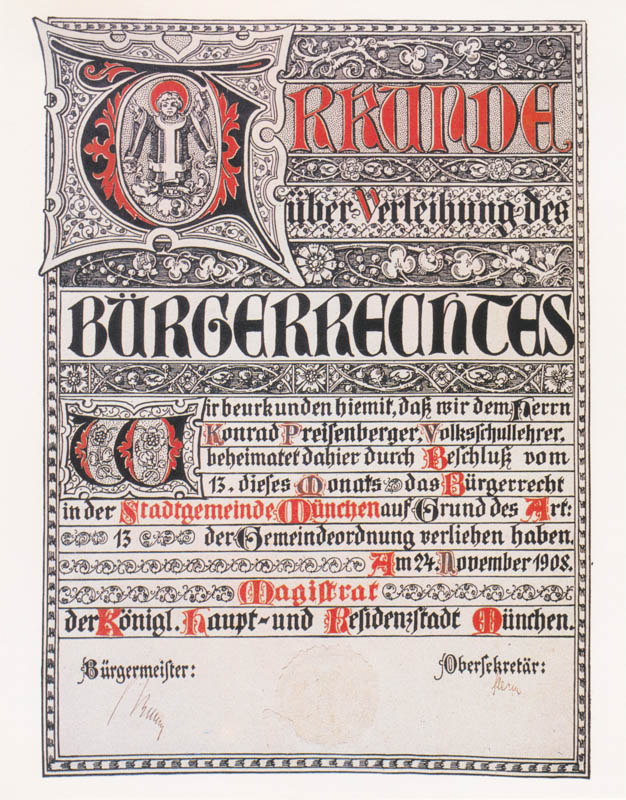 URKUNDE
über Verleihung des
BÜRGERRECHTES
Wir beurkunden hiemit, daß wir dem Herrn
Konrad Preisenberger, Volksschullehrer,
beheimatet dahier durch Beschluß vom
13. dieses Monats das Bürgerrecht
in der Stadtgemeinde München auf Grund des Art:
13 der Gemeindeordnung verliehen haben.
Am 24. November 1908.
Magistrat
der Königl. Haupt- und Residenzstadt München.
Bürgermeister: Obersekretär: